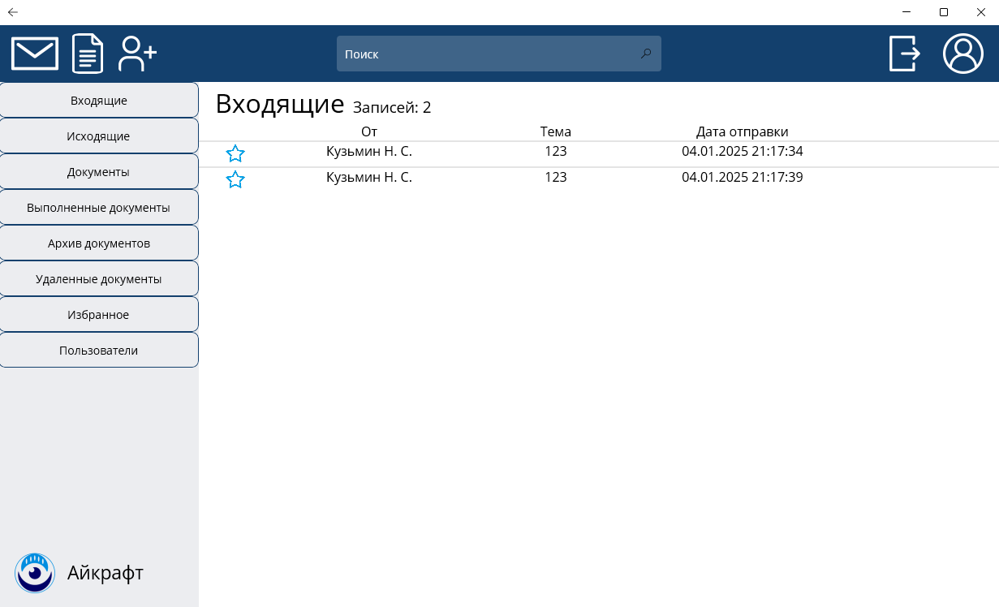 Поиск
Входящие
Исходящие
Документы
Выполненные документы
Архив документов
Удаленные документы
Избранное
Пользователи
Айкрафт
Входящие Записей: 2
От Тема Дата отправки
Кузьмин Н. С. 123 04.01.2025 21:17:34
Кузьмин Н. С. 123 04.01.2025 21:17:39